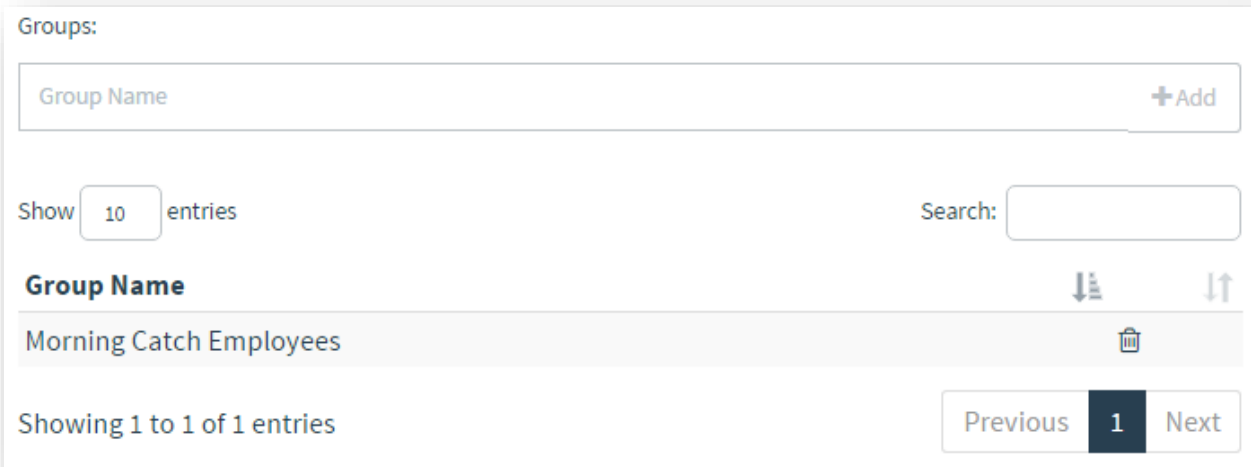 Groups:
Group Name +Add
Show 10 entries Search:
Group Name
Morning Catch Employees
Showing 1 to 1 of 1 entries Previous 1 Next